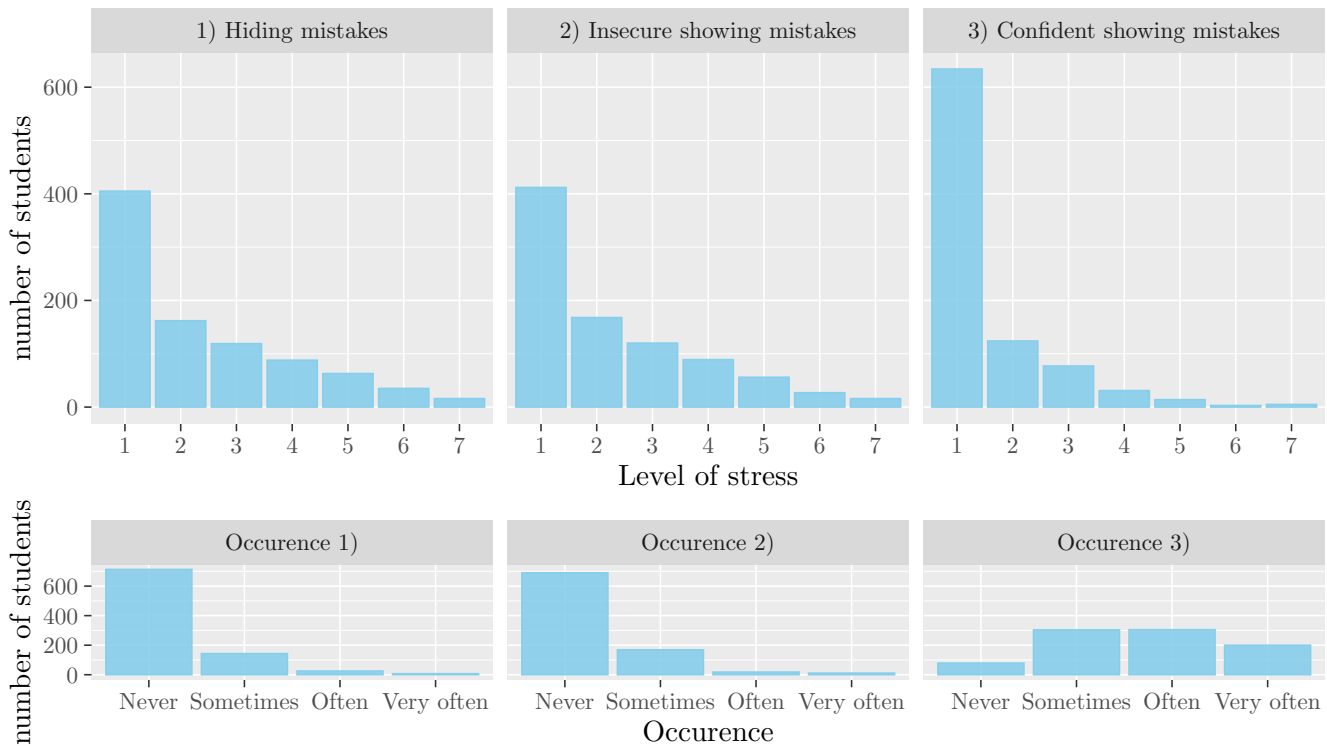 1) Hiding mistakes
2) Insecure showing mistakes
3) Confident showing mistakes
number of students
600
400
200
0
1 2 3 4 5 6 7
1 2 3 4 5 6 7
1 2 3 4 5 6 7
Level of stress
Occurence 1)
Occurence 2)
Occurence 3)
number of students
600
400
200
0
Never Sometimes Often Very often
Never Sometimes Often Very often
Never Sometimes Often Very often
Occurence